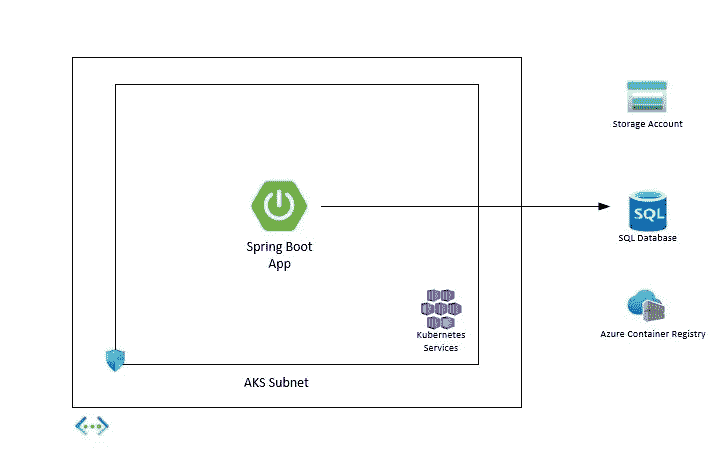 Storage Account
SQL
SQL Database
Spring Boot
App
Kubernetes
Services
Azure Container Registry
AKS Subnet